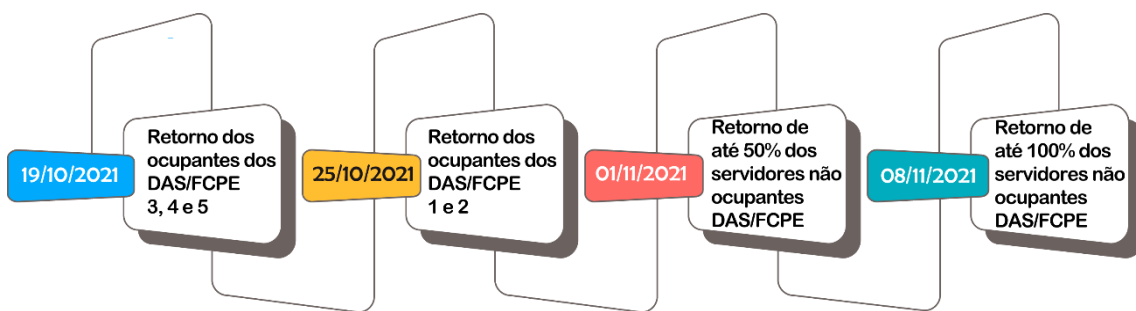 19/10/2021
Retorno dos
ocupantes dos
DAS/FCPE
3, 4 e 5
25/10/2021
Retorno dos
ocupantes dos
DAS/FCPE
1 e 2
01/11/2021
Retorno de
até 50% dos
servidores não
ocupantes
DAS/FCPE
08/11/2021
Retorno de
até 100% dos
servidores não
ocupantes
DAS/FCPE